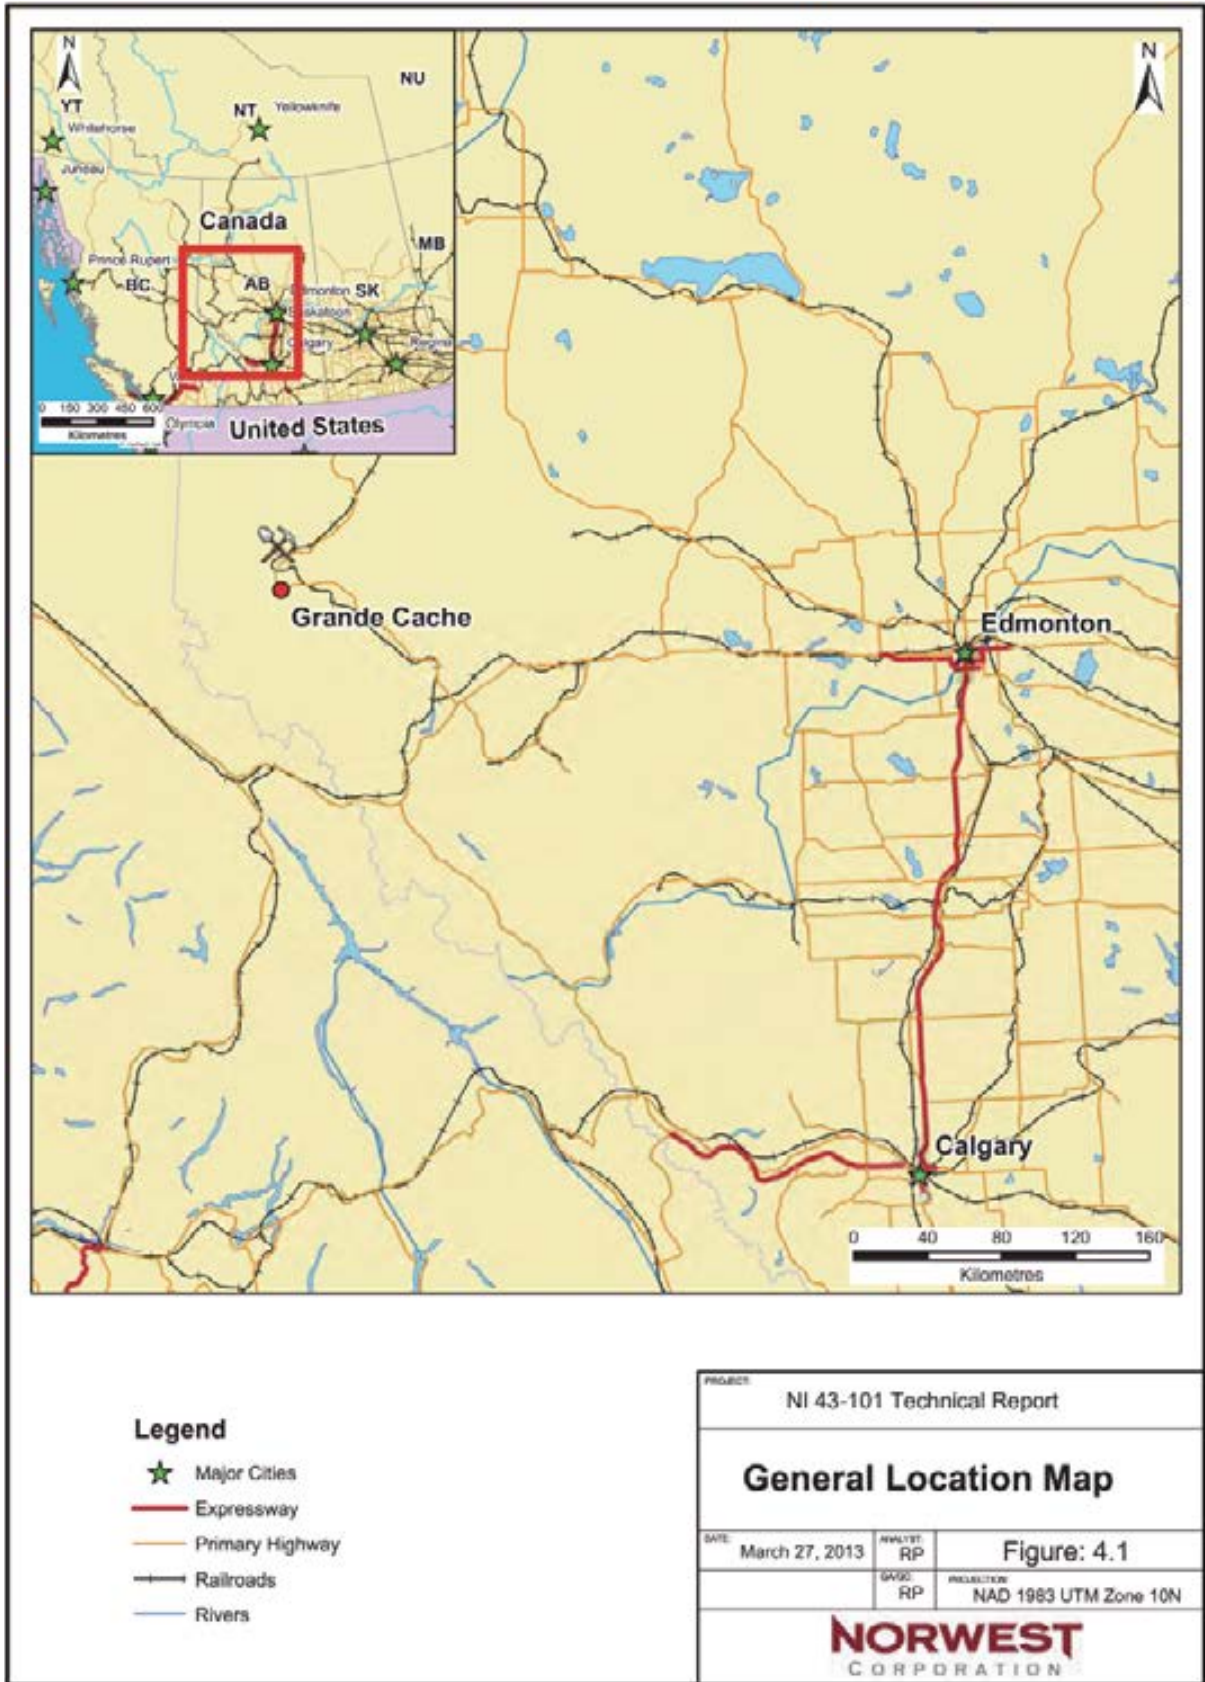 N
N
NU
YT
NT
Yellowknife
Whitehorse
Juneau
Canada
MB
Prince Rupert
BC
AB
Edmonton
SK
Saskatoon
Calgary
Regina
0 150 300 450 600
Kilometres
Olympia
United States
Grande Cache
Edmonton
Calgary
0 40 80 120 160
Kilometres
Legend
Major Cities
Expressway
Primary Highway
Railroads
Rivers
PROJECT:
NI 43-101 Technical Report
General Location Map
DATE:
March 27, 2013
ANALYST:
RP
Figure: 4.1
QA/QC:
RP
PROJECTION:
NAD 1983 UTM Zone 10N
NORWEST
CORPORATION